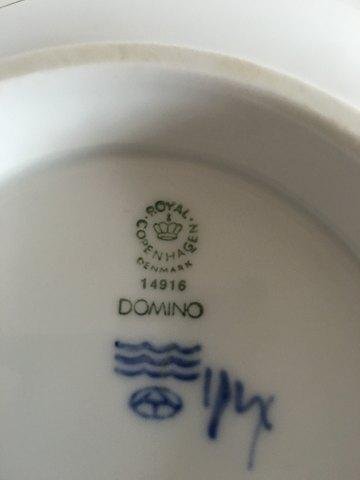 ROYAL COPENHAGEN
DENMARK
14916
DOMINO